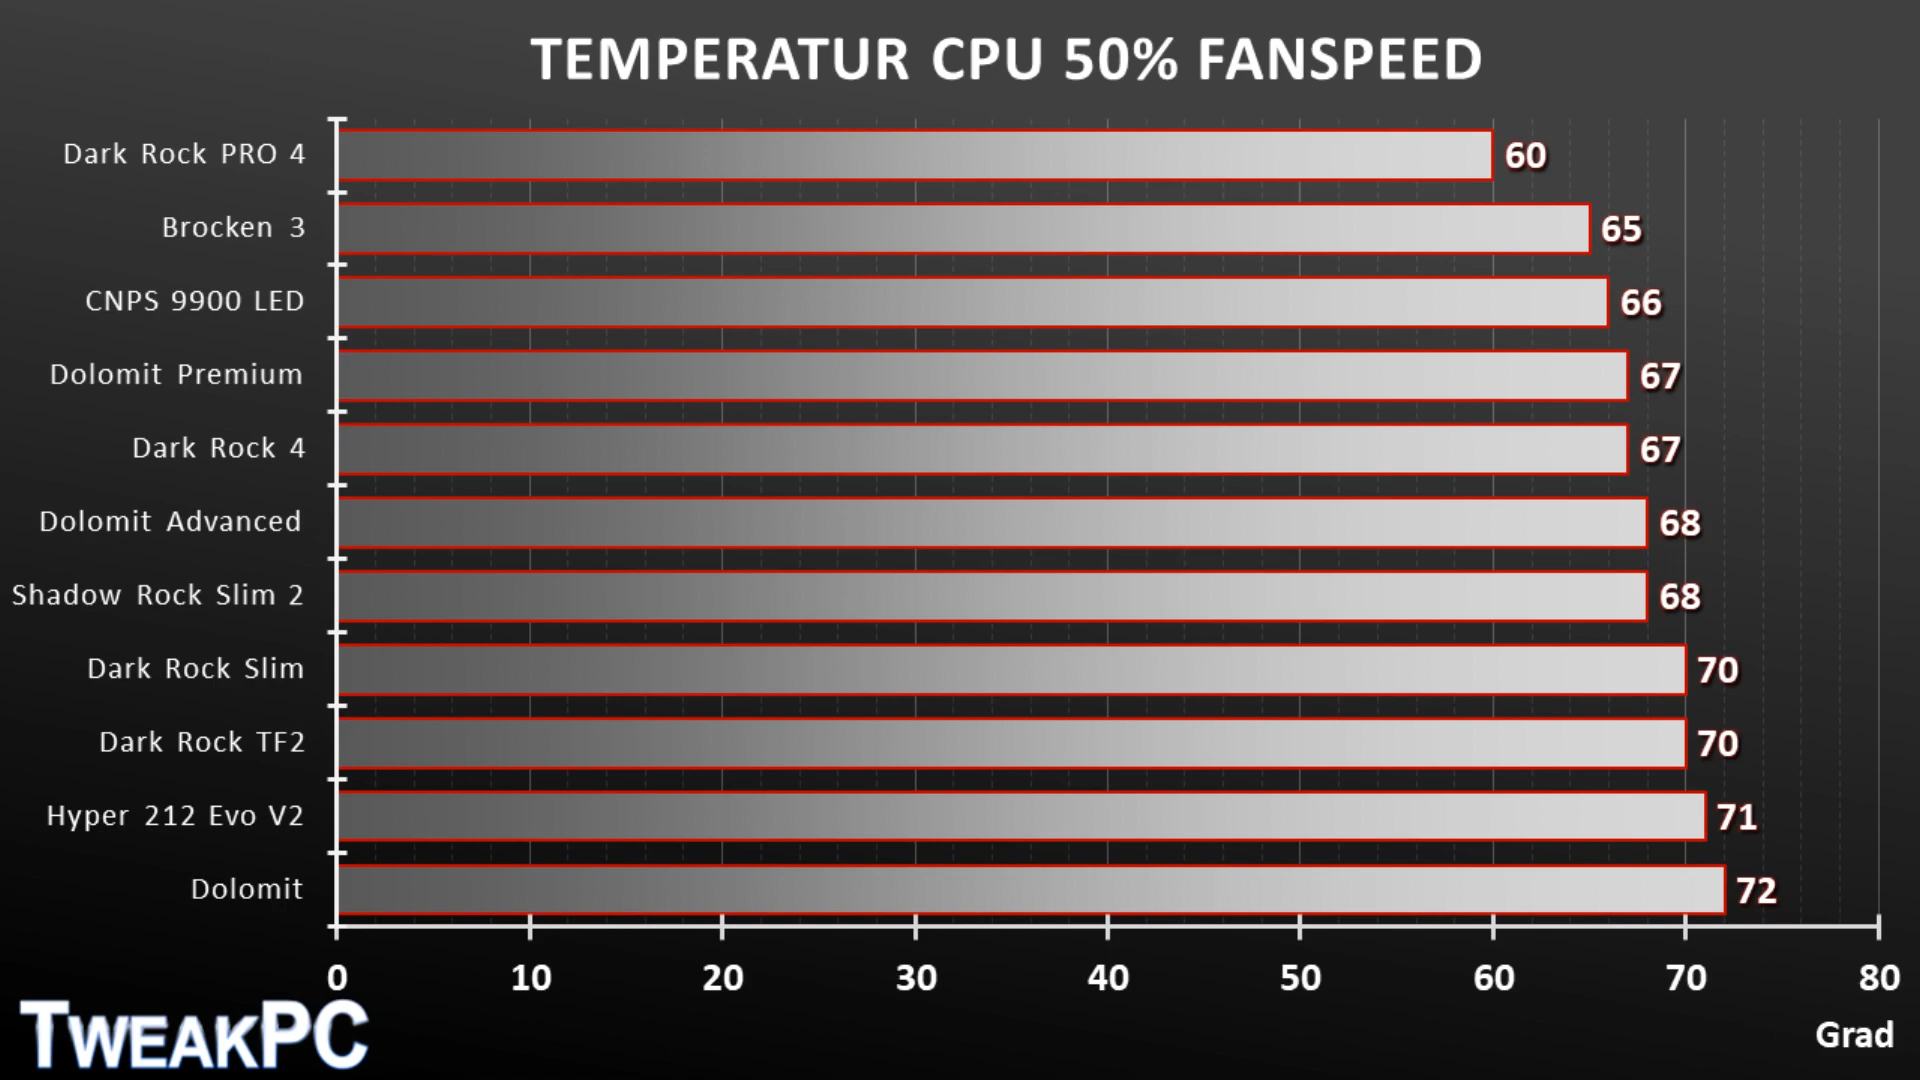 TEMPERATUR CPU 50% FANSPEED
Dark Rock PRO 4 60
Brocken 3 65
CNPS 9900 LED 66
Dolomit Premium 67
Dark Rock 4 67
Dolomit Advanced 68
Shadow Rock Slim 2 68
Dark Rock Slim 70
Dark Rock TF2 70
Hyper 212 Evo V2 71
Dolomit 72
0 10 20 30 40 50 60 70 80
Grad
TWEAKPC